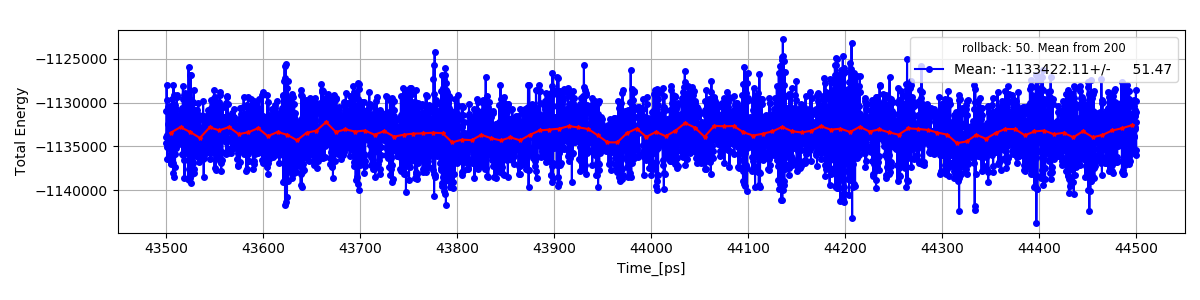 rollback: 50. Mean from 200
Mean: -1133422.11+/- 51.47
Total Energy
−1125000
−1130000
−1135000
−1140000
43500 43600 43700 43800 43900 44000 44100 44200 44300 44400 44500
Time_[ps]